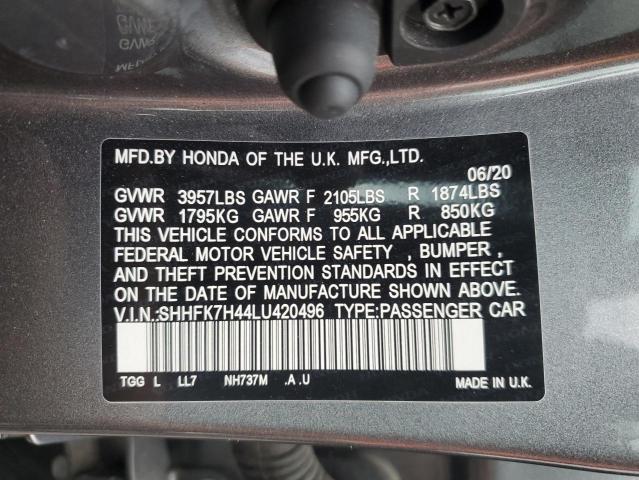 MFD.BY HONDA OF THE U.K. MFG.,LTD.
06/20
GVWR 3957LBS GAWR F 2105LBS R 1874LBS
GVWR 1795KG GAWR F 955KG R 850KG
THIS VEHICLE CONFORMS TO ALL APPLICABLE
FEDERAL MOTOR VEHICLE SAFETY , BUMPER ,
AND THEFT PREVENTION STANDARDS IN EFFECT
ON THE DATE OF MANUFACTURE SHOWN ABOVE.
V.I.N.:SHHFK7H44LU420496 TYPE:PASSENGER CAR
TGG L LL7 NH737M .A .U MADE IN U.K.